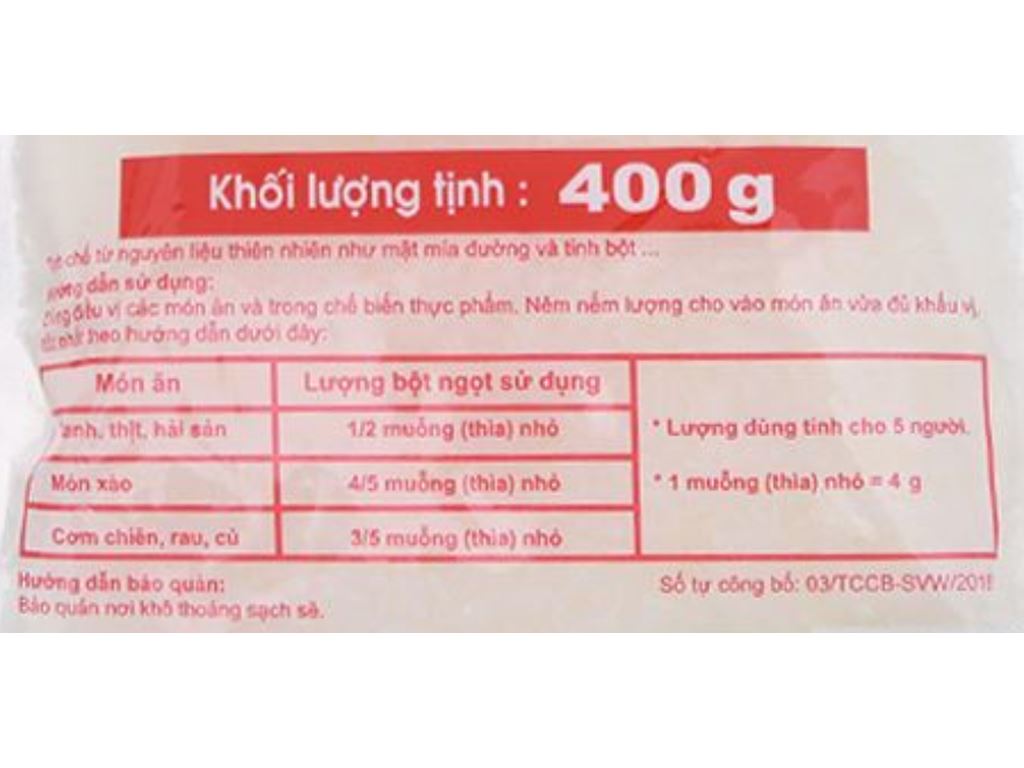 Khối lượng tịnh : 400 g
chế từ nguyên liệu thiên nhiên như mật mía đường và tinh bột ...
dẫn sử dụng:
điều vị các món ăn và trong chế biến thực phẩm. Nêm nếm lượng cho vào món ăn vừa đủ khẩu vị,
nhất theo hướng dẫn dưới đây:
Món ăn Lượng bột ngọt sử dụng
anh, thịt, hải sản 1/2 muỗng (thìa) nhỏ * Lượng dùng tính cho 5 người.
Món xào 4/5 muỗng (thìa) nhỏ * 1 muỗng (thìa) nhỏ = 4 g
Cơm chiên, rau, củ 3/5 muỗng (thìa) nhỏ
Hướng dẫn bảo quản: Số tự công bố: 03/TCCB-SVW/201
Bảo quản nơi khô thoáng sạch sẽ.